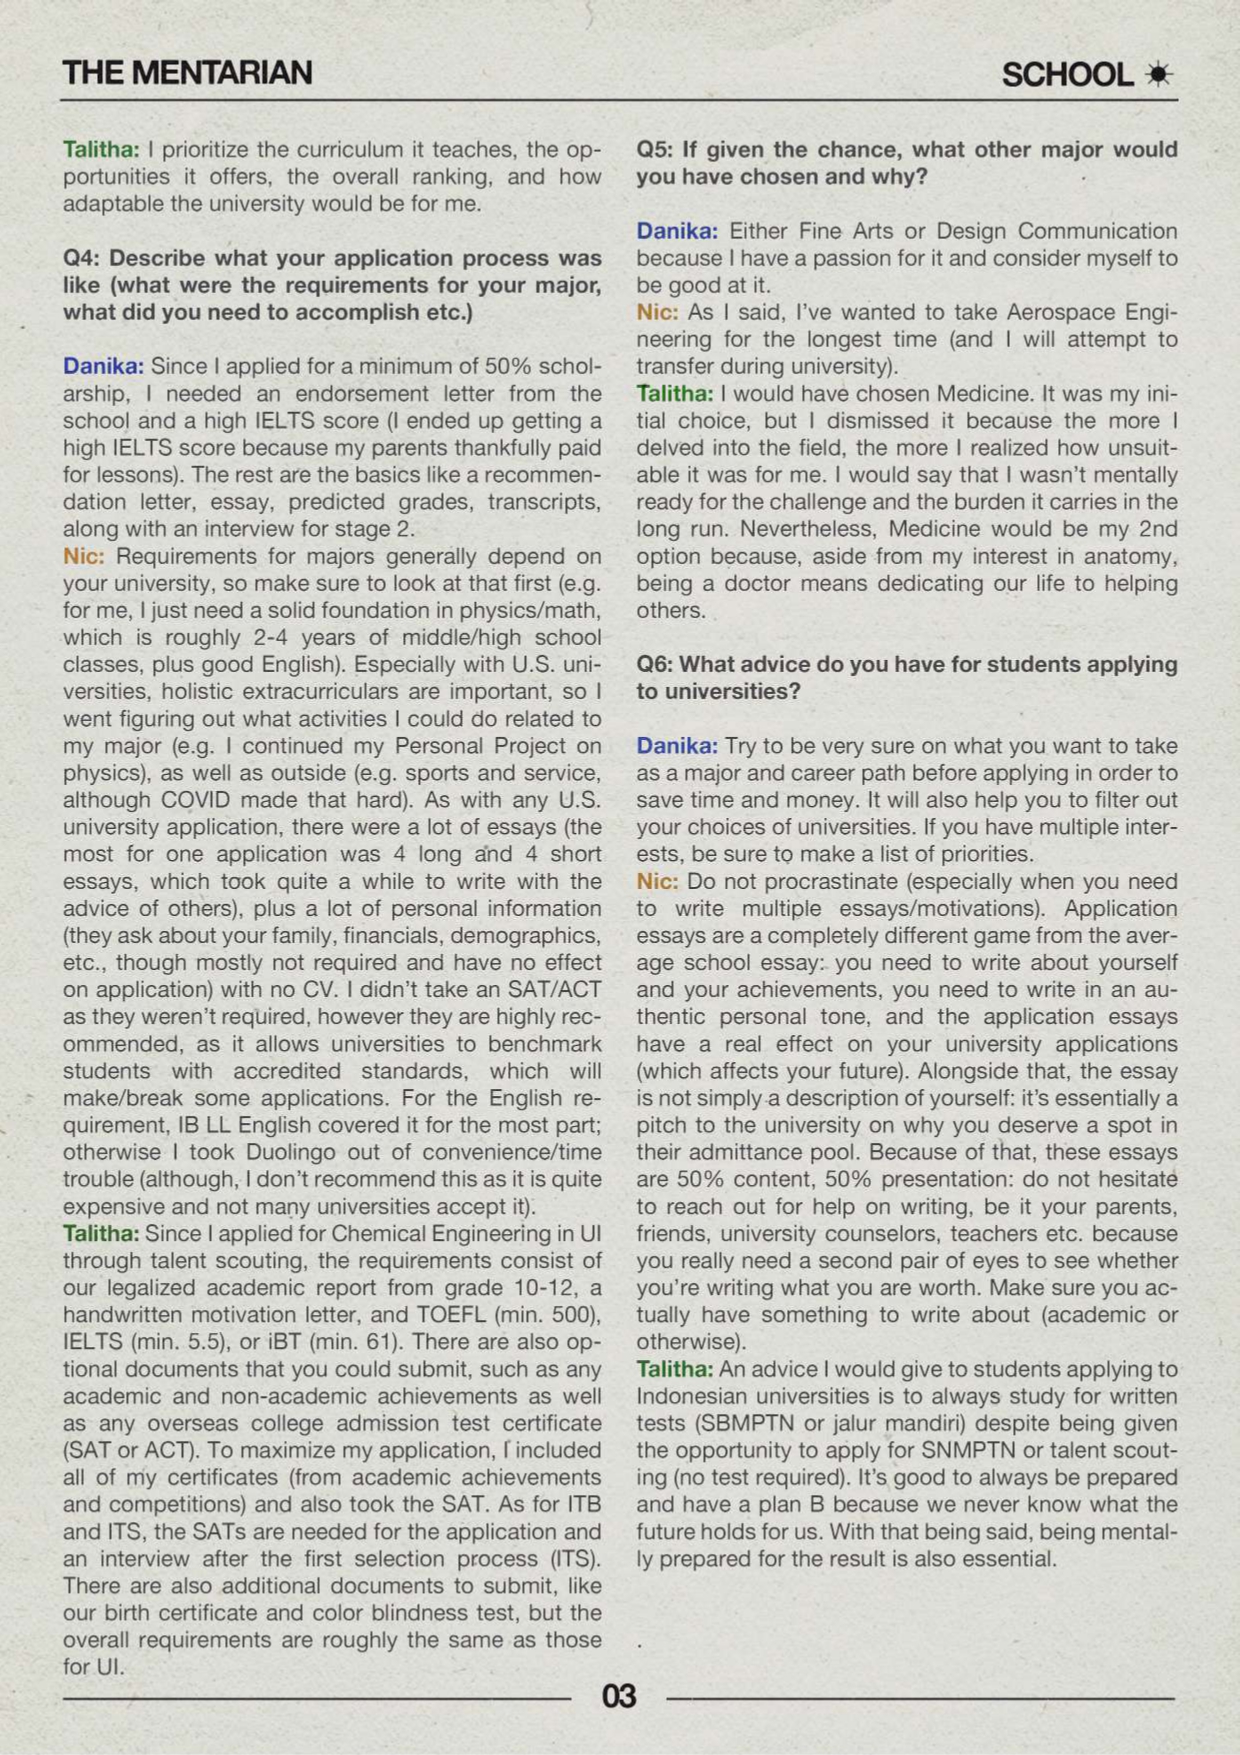 THE MENTARIAN
SCHOOL
Talitha: I prioritize the curriculum it teaches, the op-
portunities it offers, the overall ranking, and how
adaptable the university would be for me.
Q4: Describe what your application process was
like (what were the requirements for your major,
what did you need to accomplish etc.)
Danika: Since I applied for a minimum of 50% schol-
arship, I needed an endorsement letter from the
school and a high IELTS score (I ended up getting a
high IELTS score because my parents thankfully paid
for lessons). The rest are the basics like a recommen-
dation letter, essay, predicted grades, transcripts,
along with an interview for stage 2.
Nic: Requirements for majors generally depend on
your university, so make sure to look at that first (e.g.
for me, I just need a solid foundation in physics/math,
which is roughly 2-4 years of middle/high school
classes, plus good English). Especially with U.S. uni-
versities, holistic extracurriculars are important, so I
went figuring out what activities I could do related to
my major (e.g. I continued my Personal Project on
physics), as well as outside (e.g. sports and service,
although COVID made that hard). As with any U.S.
university application, there were a lot of essays (the
most for one application was 4 long and 4 short
essays, which took quite a while to write with the
advice of others), plus a lot of personal information
(they ask about your family, financials, demographics,
etc., though mostly not required and have no effect
on application) with no CV. I didn't take an SAT/ACT
as they weren't required, however they are highly rec-
ommended, as it allows universities to benchmark
students with accredited standards, which will
make/break some applications. For the English re-
quirement, IB LL English covered it for the most part;
otherwise I took Duolingo out of convenience/time
trouble (although, I don't recommend this as it is quite
expensive and not many universities accept it).
Talitha: Since I applied for Chemical Engineering in UI
through talent scouting, the requirements consist of
our legalized academic report from grade 10-12, a
handwritten motivation letter, and TOEFL (min. 500),
IELTS (min. 5.5), or iBT (min. 61). There are also op-
tional documents that you could submit, such as any
academic and non-academic achievements as well
as any overseas college admission test certificate
(SAT or ACT). To maximize my application, I included
all of my certificates (from academic achievements
and competitions) and also took the SAT. As for ITB
and ITS, the SATs are needed for the application and
an interview after the first selection process (ITS).
There are also additional documents to submit, like
our birth certificate and color blindness test, but the
overall requirements are roughly the same as those
for UI.
Q5: If given the chance, what other major would
you have chosen and why?
Danika: Either Fine Arts or Design Communication
because I have a passion for it and consider myself to
be good at it.
Nic: As I said, I've wanted to take Aerospace Engi-
neering for the longest time (and I will attempt to
transfer during university).
Talitha: I would have chosen Medicine. It was my ini-
tial choice, but I dismissed it because the more I
delved into the field, the more I realized how unsuit-
able it was for me. I would say that I wasn't mentally
ready for the challenge and the burden it carries in the
long run. Nevertheless, Medicine would be my 2nd
option because, aside from my interest in anatomy,
being a doctor means dedicating our life to helping
others.
Q6: What advice do you have for students applying
to universities?
Danika: Try to be very sure on what you want to take
as a major and career path before applying in order to
save time and money. It will also help you to filter out
your choices of universities. If you have multiple inter-
ests, be sure to make a list of priorities.
Nic: Do not procrastinate (especially when you need
to write multiple essays/motivations). Application
essays are a completely different game from the aver-
age school essay: you need to write about yourself
and your achievements, you need to write in an au-
thentic personal tone, and the application essays
have a real effect on your university applications
(which affects your future). Alongside that, the essay
is not simply a description of yourself: it's essentially a
pitch to the university on why you deserve a spot in
their admittance pool. Because of that, these essays
are 50% content, 50% presentation: do not hesitate
to reach out for help on writing, be it your parents,
friends, university counselors, teachers etc. because
you really need a second pair of eyes to see whether
you're writing what you are worth. Make sure you ac-
tually have something to write about (academic or
otherwise).
Talitha: An advice I would give to students applying to
Indonesian universities is to always study for written
tests (SBMPTN or jalur mandiri) despite being given
the opportunity to apply for SNMPTN or talent scout-
ing (no test required). It's good to always be prepared
and have a plan B because we never know what the
future holds for us. With that being said, being mental-
ly prepared for the result is also essential.
.
03